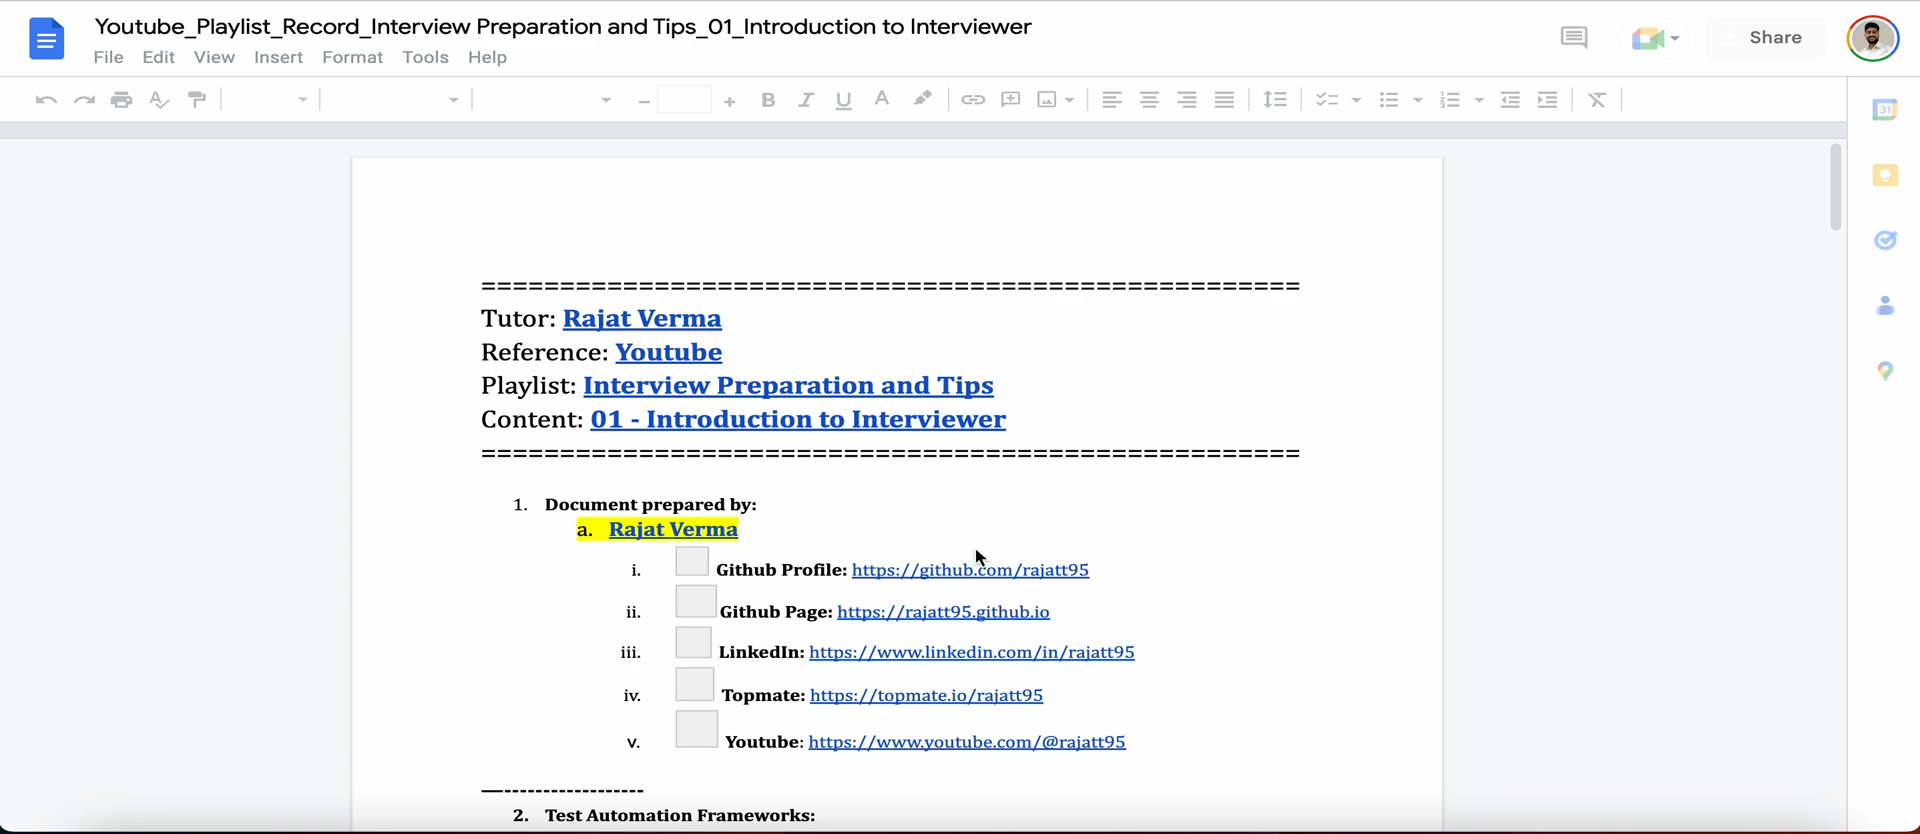 Youtube_Playlist_Record_Interview Preparation and Tips_01_Introduction to Interviewer
File Edit View Insert Format Tools Help
Share
31
====================================================
Tutor: Rajat Verma
Reference: Youtube
Playlist: Interview Preparation and Tips
Content: 01 - Introduction to Interviewer
====================================================
1. Document prepared by:
a. Rajat Verma
i. Github Profile: https://github.com/rajatt95
ii. Github Page: https://rajatt95.github.io
iii. LinkedIn: https://www.linkedin.com/in/rajatt95
iv. Topmate: https://topmate.io/rajatt95
v. Youtube: https://www.youtube.com/@rajatt95
—-------------------
2. Test Automation Frameworks: